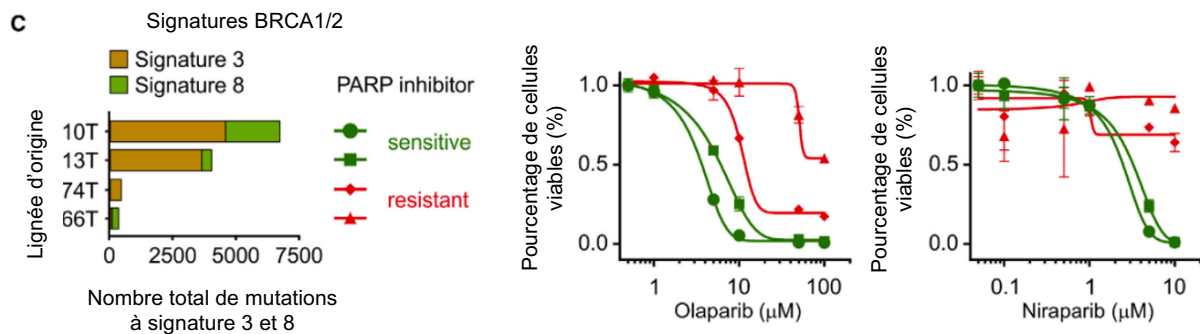 C
Signatures BRCA1/2
Signature 3
Signature 8
Lignée d'origine
10T
13T
74T
66T
0
2500
5000
7500
Nombre total de mutations
à signature 3 et 8
PARP inhibitor
sensitive
resistant
Pourcentage de cellules
viables (%)
1.0
0.5
0.0
1
10
100
Olaparib (μM)
Pourcentage de cellules
viables (%)
1.0
0.5
0.0
0.1
1
10
Niraparib (μM)